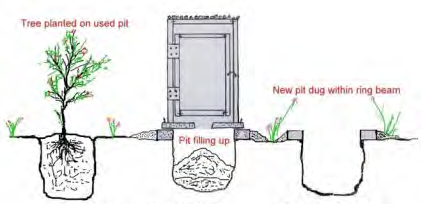 Tree planted on used pit
New pit dug within ring beam
Pit filling up